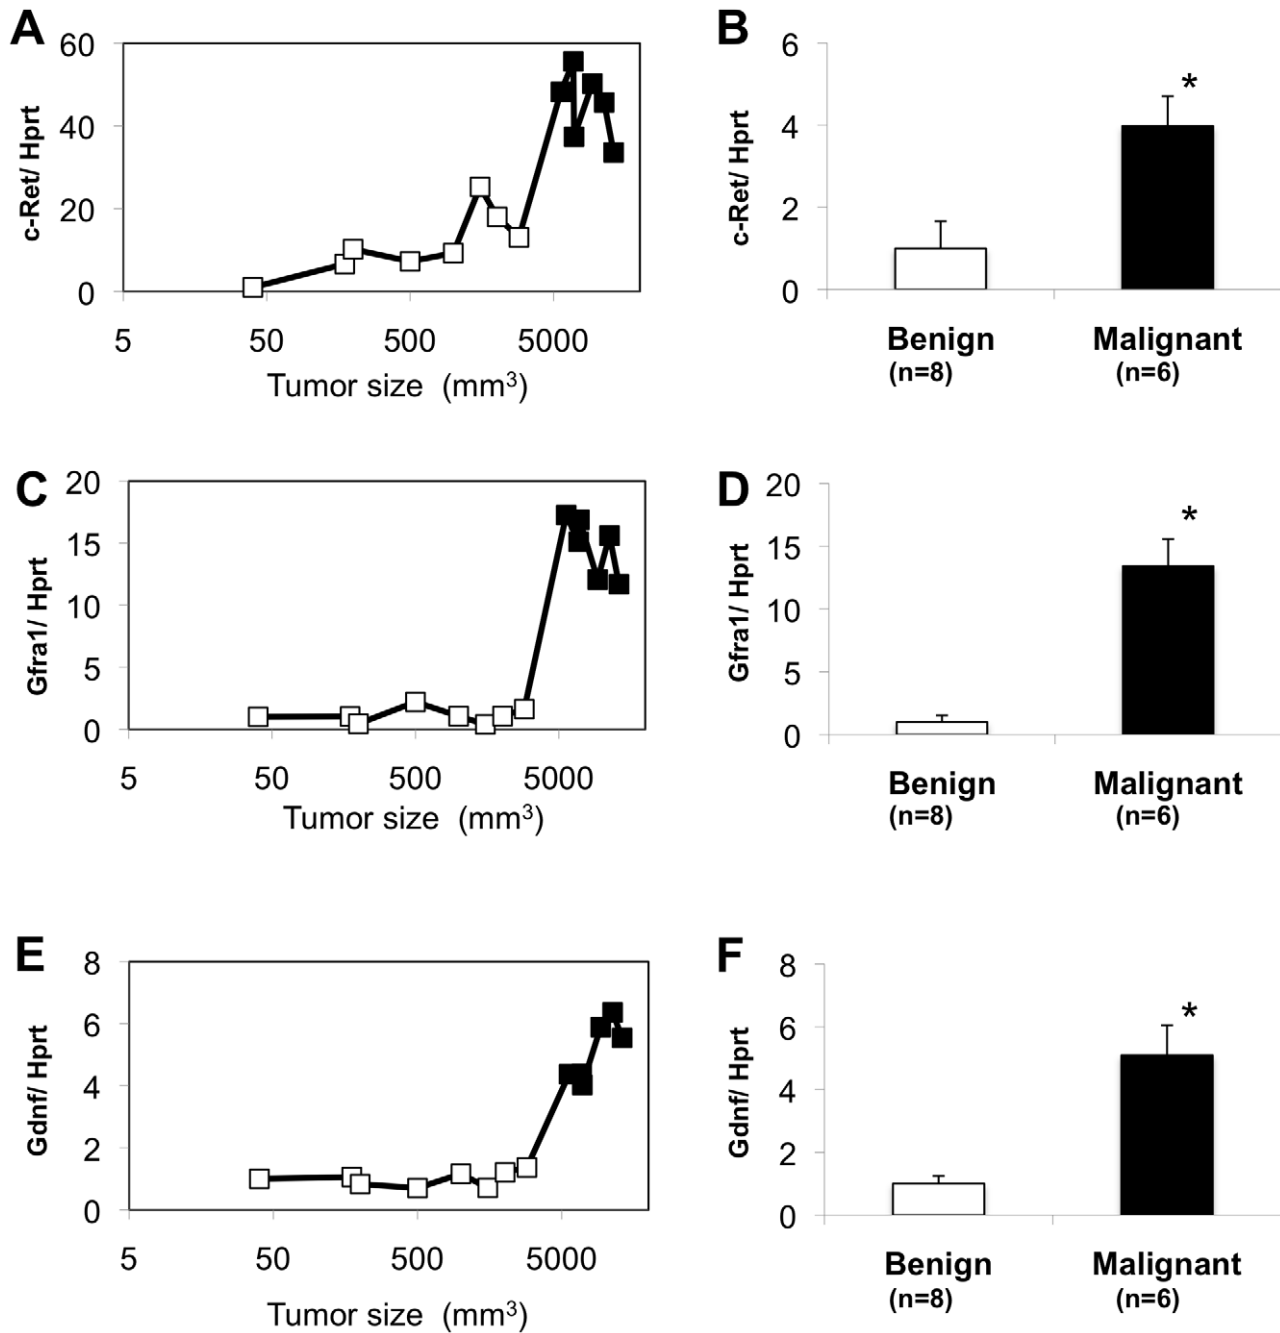 A
c-Ret/ Hprt
60
40
20
0
5 50 500 5000
Tumor size (mm³)
B
c-Ret/ Hprt
6
4
2
0
*
Benign Malignant
(n=8) (n=6)
C
Gfra1/ Hprt
20
15
10
5
0
5 50 500 5000
Tumor size (mm³)
D
Gfra1/ Hprt
20
15
10
5
0
*
Benign Malignant
(n=8) (n=6)
E
Gdnf/ Hprt
8
6
4
2
0
5 50 500 5000
Tumor size (mm³)
F
Gdnf/ Hprt
8
6
4
2
0
*
Benign Malignant
(n=8) (n=6)